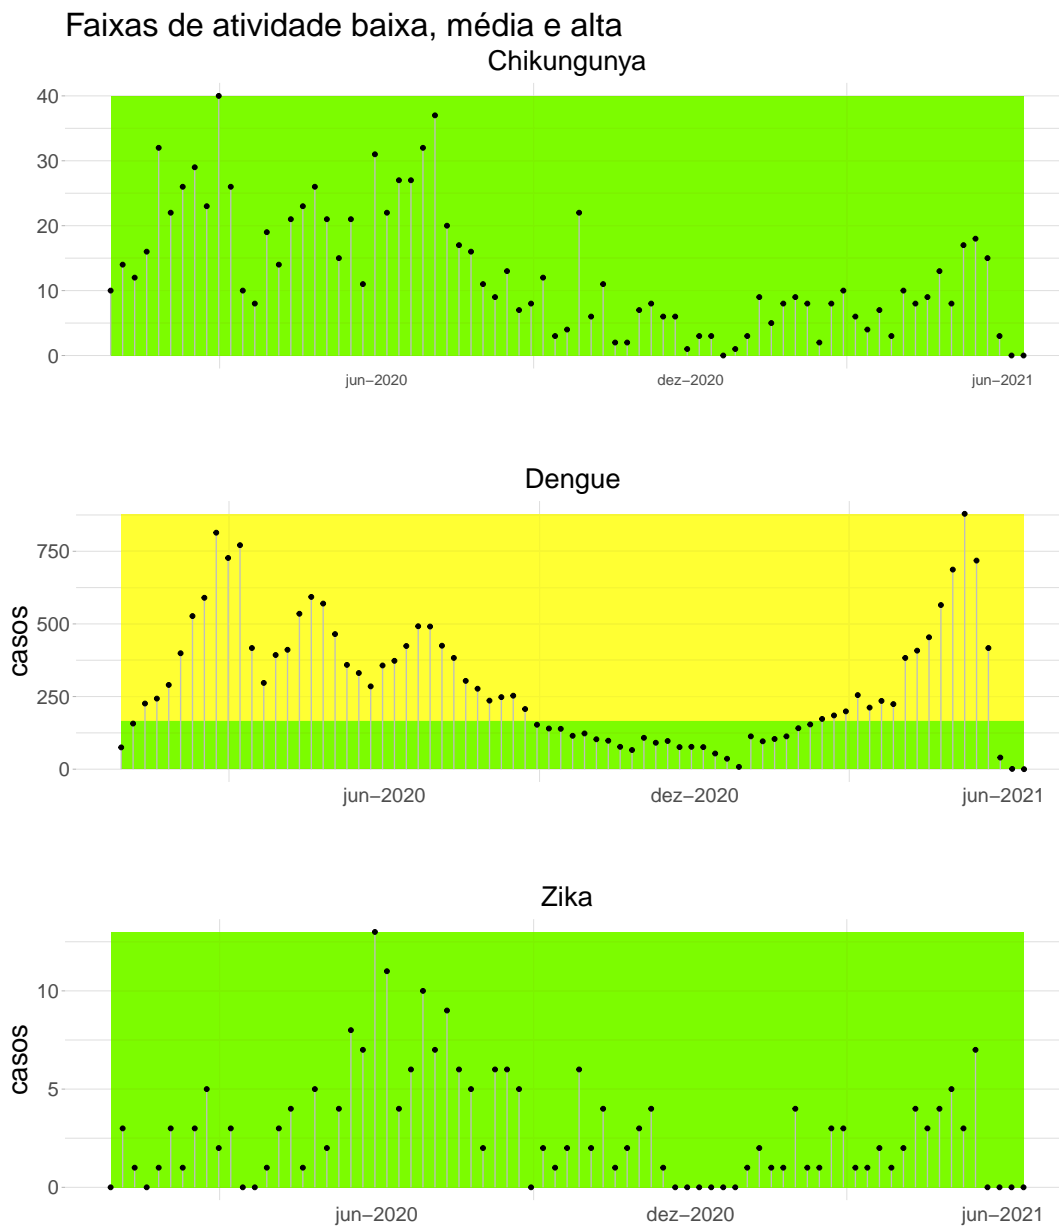 Faixas de atividade baixa, média e alta
Chikungunya
40
30
20
10
0
jun−2020 dez−2020 jun−2021
Dengue
casos
750
500
250
0
jun−2020 dez−2020 jun−2021
Zika
casos
10
5
0
jun−2020 dez−2020 jun−2021